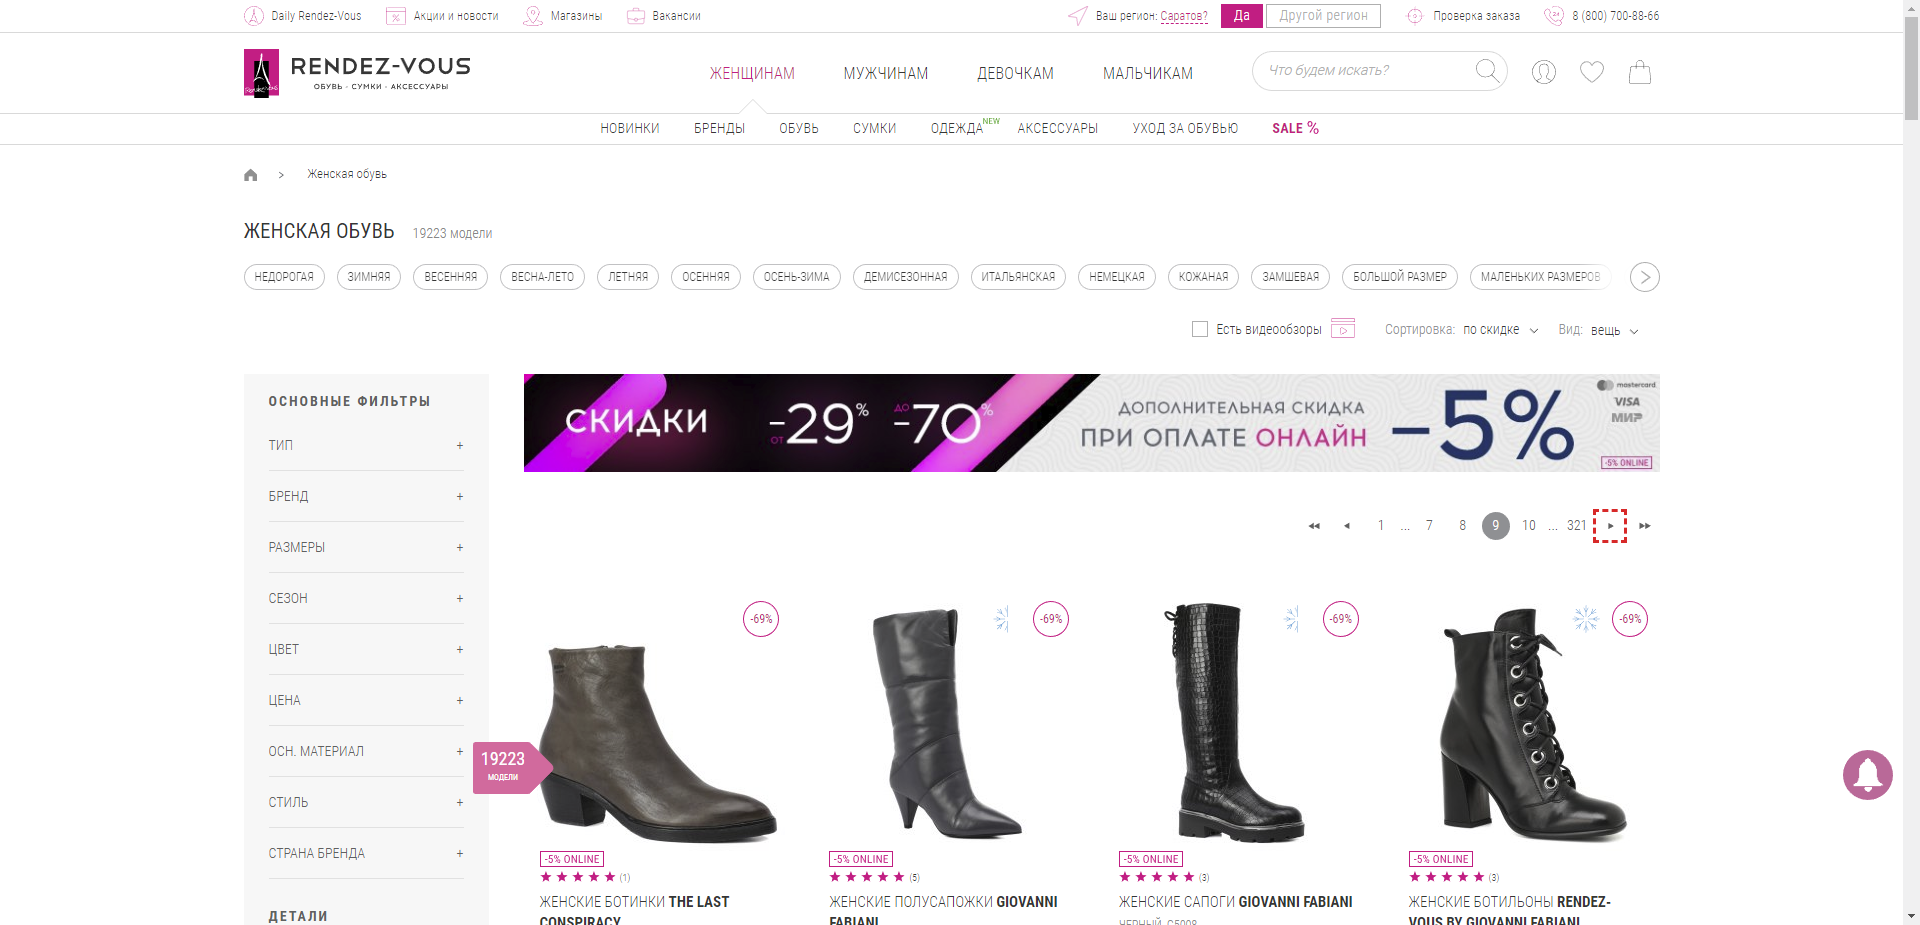 Daily Rendez-Vous Акции и новости Магазины Вакансии Ваш регион: Саратов? Да Другой регион Проверка заказа 8 (800) 700-88-66
RENDEZ-VOUS
ОБУВЬ · СУМКИ · АКСЕССУАРЫ
ЖЕНЩИНАМ МУЖЧИНАМ ДЕВОЧКАМ МАЛЬЧИКАМ Что будем искать?
НОВИНКИ БРЕНДЫ ОБУВЬ СУМКИ ОДЕЖДА NEW АКСЕССУАРЫ УХОД ЗА ОБУВЬЮ SALE %
> Женская обувь
ЖЕНСКАЯ ОБУВЬ 19223 модели
НЕДОРОГАЯ ЗИМНЯЯ ВЕСЕННЯЯ ВЕСНА-ЛЕТО ЛЕТНЯЯ ОСЕННЯЯ ОСЕНЬ-ЗИМА ДЕМИСЕЗОННАЯ ИТАЛЬЯНСКАЯ НЕМЕЦКАЯ КОЖАНАЯ ЗАМШЕВАЯ БОЛЬШОЙ РАЗМЕР МАЛЕНЬКИХ РАЗМЕРОВ
Есть видеообзоры Сортировка: по скидке Вид: вещь
ОСНОВНЫЕ ФИЛЬТРЫ
ТИП +
БРЕНД +
РАЗМЕРЫ +
СЕЗОН +
ЦВЕТ +
ЦЕНА +
ОСН. МАТЕРИАЛ +
СТИЛЬ +
СТРАНА БРЕНДА +
ДЕТАЛИ
19223
МОДЕЛИ
СКИДКИ ОТ -29% ДО -70%
ДОПОЛНИТЕЛЬНАЯ СКИДКА
ПРИ ОПЛАТЕ ОНЛАЙН -5%
mastercard
VISA
МИР
-5% ONLINE
1 ... 7 8 9 10 ... 321
-69% -69% -69% -69%
-5% ONLINE
(1)
ЖЕНСКИЕ БОТИНКИ THE LAST
CONSPIRACY
-5% ONLINE
(5)
ЖЕНСКИЕ ПОЛУСАПОЖКИ GIOVANNI
FABIANI
-5% ONLINE
(3)
ЖЕНСКИЕ САПОГИ GIOVANNI FABIANI
ЧЕРНЫЙ, G5008
-5% ONLINE
(3)
ЖЕНСКИЕ БОТИЛЬОНЫ RENDEZ-
VOUS BY GIOVANNI FABIANI